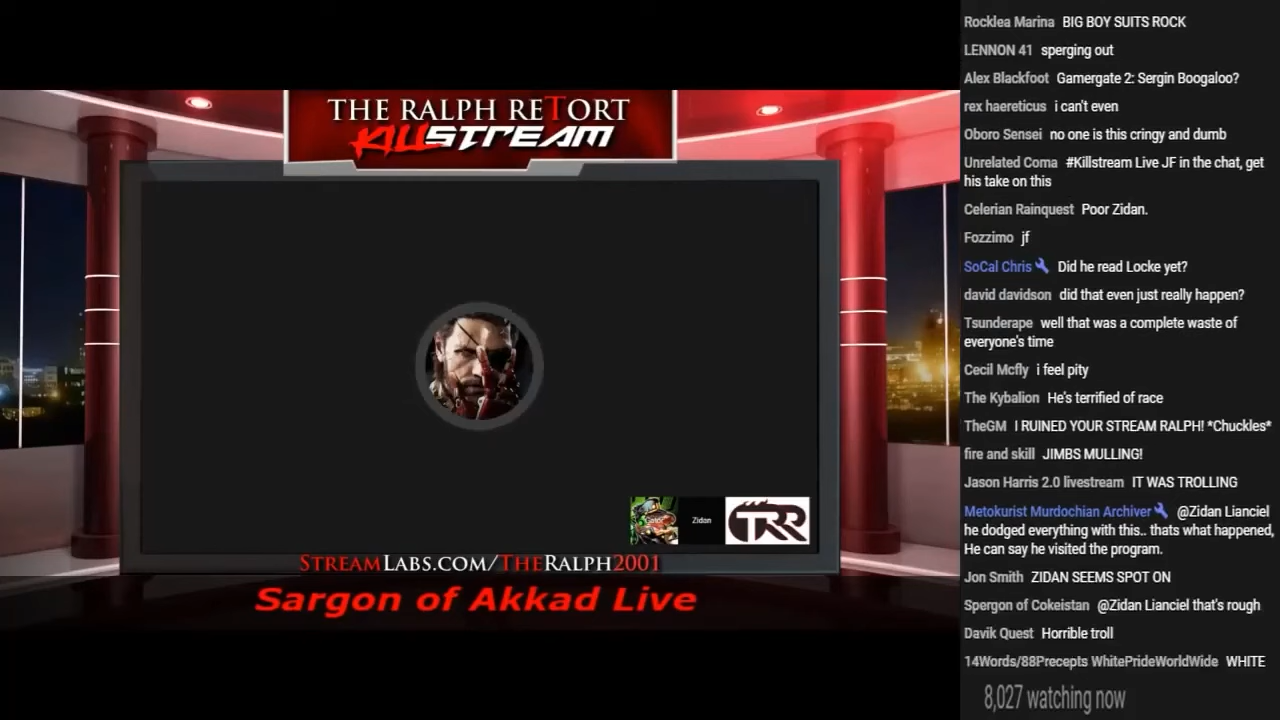 THE RALPH RETORT
KILLSTREAM
Gator
Zidan
TRR
STREAMLABS.COM/THERALPH2001
Sargon of Akkad Live
Rocklea Marina BIG BOY SUITS ROCK
LENNON 41 sperging out
Alex Blackfoot Gamergate 2: Sergin Boogaloo?
rex haereticus i can't even
Oboro Sensei no one is this cringy and dumb
Unrelated Coma #Killstream Live JF in the chat, get
his take on this
Celerian Rainquest Poor Zidan.
Fozzimo jf
SoCal Chris Did he read Locke yet?
david davidson did that even just really happen?
Tsunderape well that was a complete waste of
everyone's time
Cecil Mcfly i feel pity
The Kybalion He's terrified of race
TheGM I RUINED YOUR STREAM RALPH! *Chuckles*
fire and skill JIMBS MULLING!
Jason Harris 2.0 livestream IT WAS TROLLING
Metokurist Murdochian Archiver @Zidan Lianciel
he dodged everything with this.. thats what happened,
He can say he visited the program.
Jon Smith ZIDAN SEEMS SPOT ON
Spergon of Cokeistan @Zidan Lianciel that's rough
Davik Quest Horrible troll
14Words/88Precepts WhitePrideWorldWide WHITE
8,027 watching now